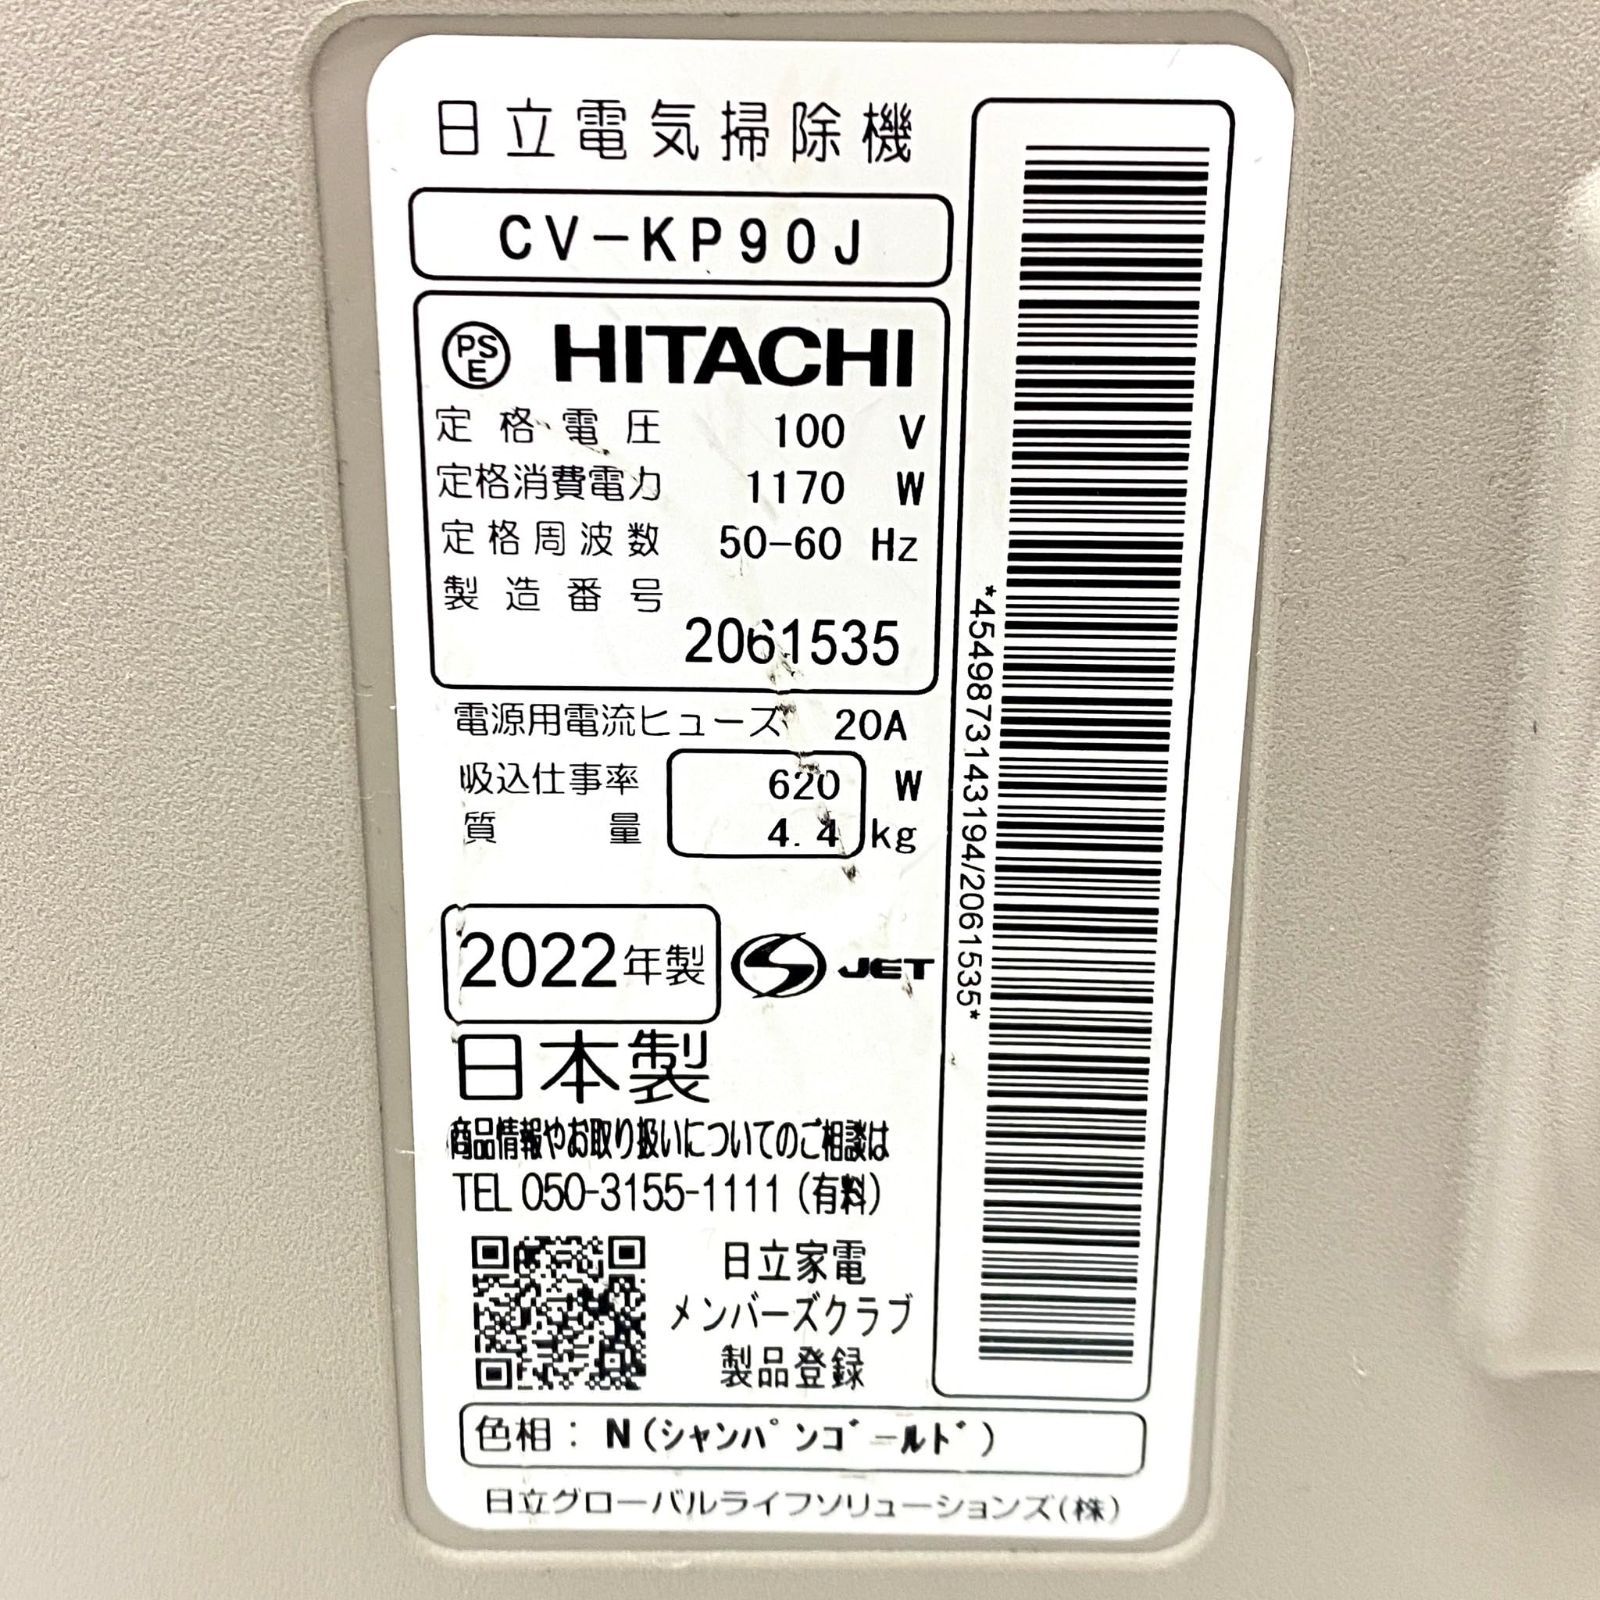 日立電気掃除機
CV-KP90J
PSE HITACHI
定格電圧 100 V
定格消費電力 1170 W
定格周波数 50-60 Hz
製造番号
2061535
電源用電流ヒューズ 20A
吸込仕事率 620 W
質量 4.4 kg
2022年製 S JET
日本製
商品情報やお取り扱いについてのご相談は
TEL 050-3155-1111 (有料)
日立家電
メンバーズクラブ
製品登録
色相: N(シャンパンゴールド)
日立グローバルライフソリューションズ(株)
*4549873143194/2061535*